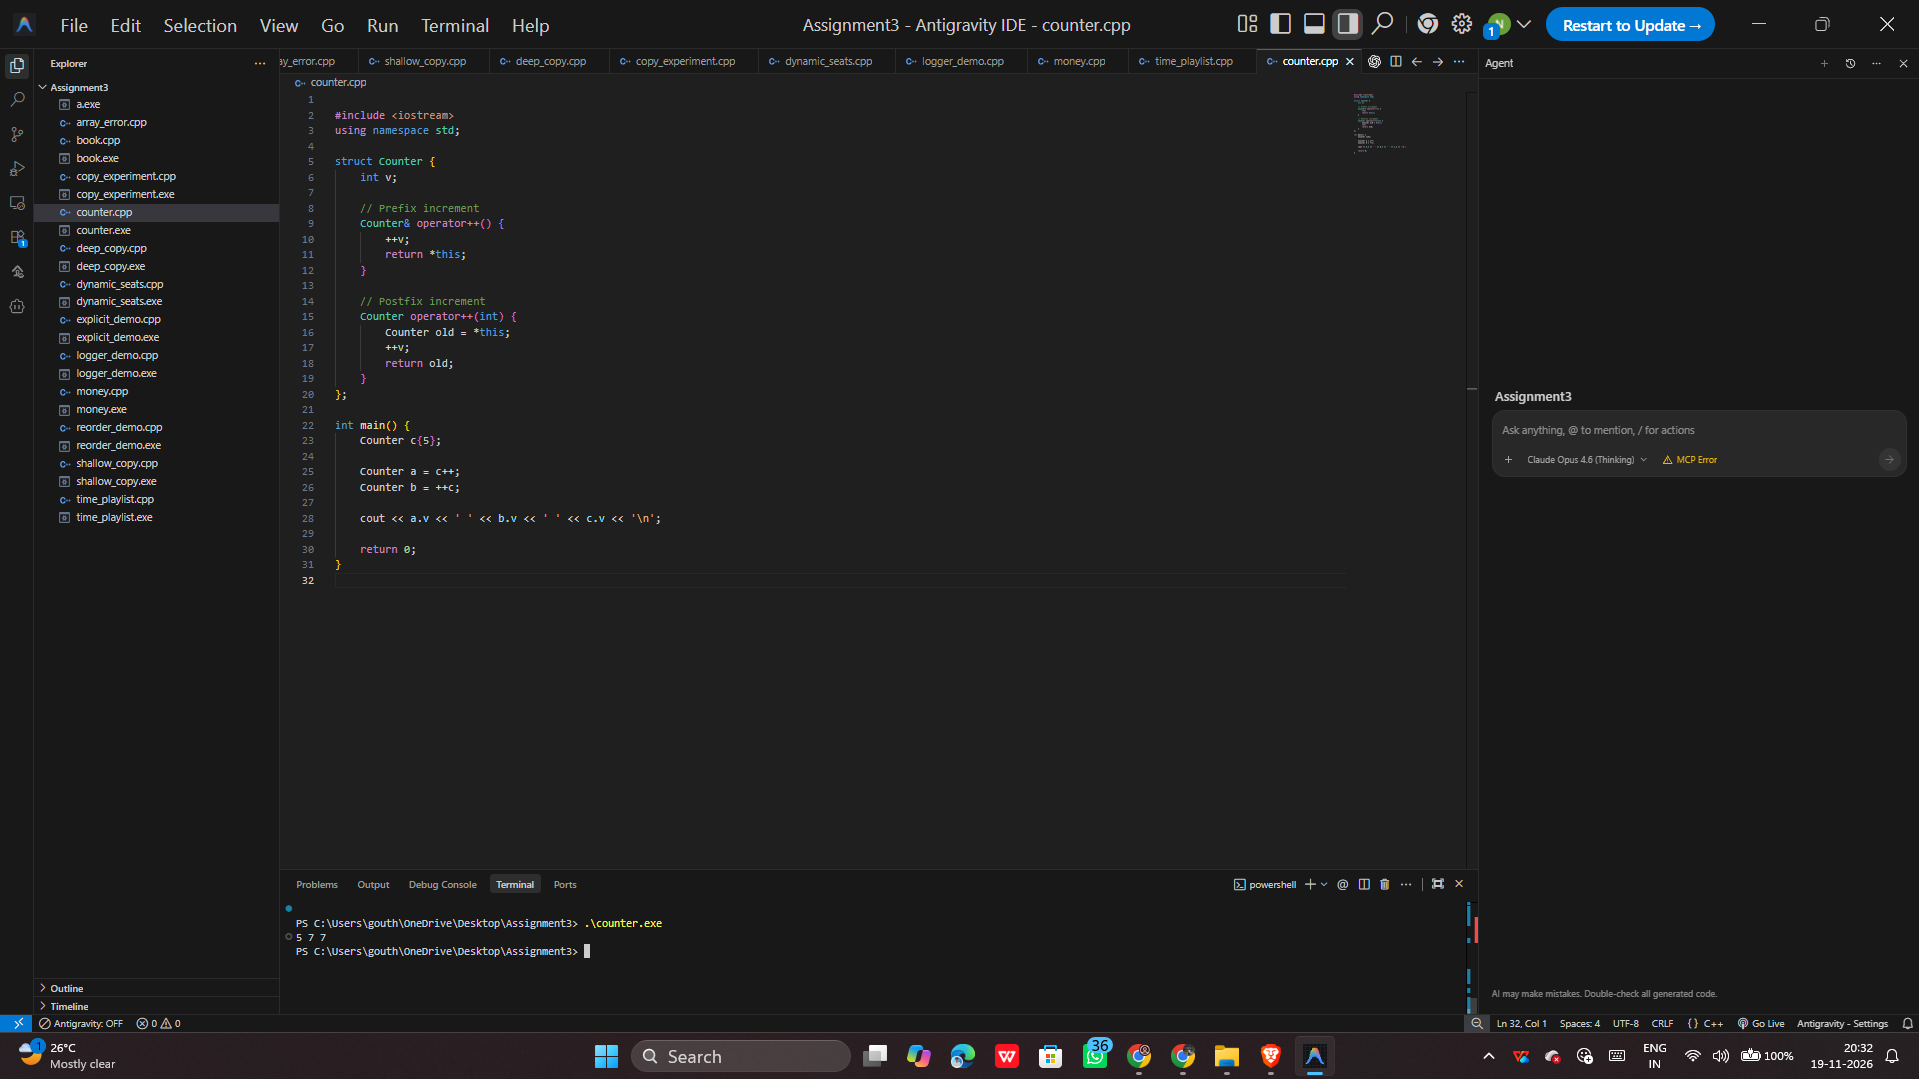 File Edit Selection View Go Run Terminal Help
Assignment3 - Antigravity IDE - counter.cpp
N 1
Restart to Update →
Explorer
Assignment3
a.exe
array_error.cpp
book.cpp
book.exe
copy_experiment.cpp
copy_experiment.exe
counter.cpp
counter.exe
deep_copy.cpp
deep_copy.exe
dynamic_seats.cpp
dynamic_seats.exe
explicit_demo.cpp
explicit_demo.exe
logger_demo.cpp
logger_demo.exe
money.cpp
money.exe
reorder_demo.cpp
reorder_demo.exe
shallow_copy.cpp
shallow_copy.exe
time_playlist.cpp
time_playlist.exe
Outline
Timeline
ay_error.cpp shallow_copy.cpp deep_copy.cpp copy_experiment.cpp dynamic_seats.cpp logger_demo.cpp money.cpp time_playlist.cpp counter.cpp
counter.cpp
1
2 #include <iostream>
3 using namespace std;
4
5 struct Counter {
6 int v;
7
8 // Prefix increment
9 Counter& operator++() {
10 ++v;
11 return *this;
12 }
13
14 // Postfix increment
15 Counter operator++(int) {
16 Counter old = *this;
17 ++v;
18 return old;
19 }
20 };
21
22 int main() {
23 Counter c{5};
24
25 Counter a = c++;
26 Counter b = ++c;
27
28 cout << a.v << ' ' << b.v << ' ' << c.v << '\n';
29
30 return 0;
31 }
32
Problems Output Debug Console Terminal Ports
powershell
PS C:\Users\gouth\OneDrive\Desktop\Assignment3> .\counter.exe
5 7 7
PS C:\Users\gouth\OneDrive\Desktop\Assignment3>
Agent
Assignment3
Ask anything, @ to mention, / for actions
Claude Opus 4.6 (Thinking) MCP Error
AI may make mistakes. Double-check all generated code.
Antigravity: OFF 0 0
Ln 32, Col 1 Spaces: 4 UTF-8 CRLF {} C++ Go Live Antigravity - Settings
1 26°C
Mostly clear
Search
36
ENG
IN
100%
20:32
19-11-2026